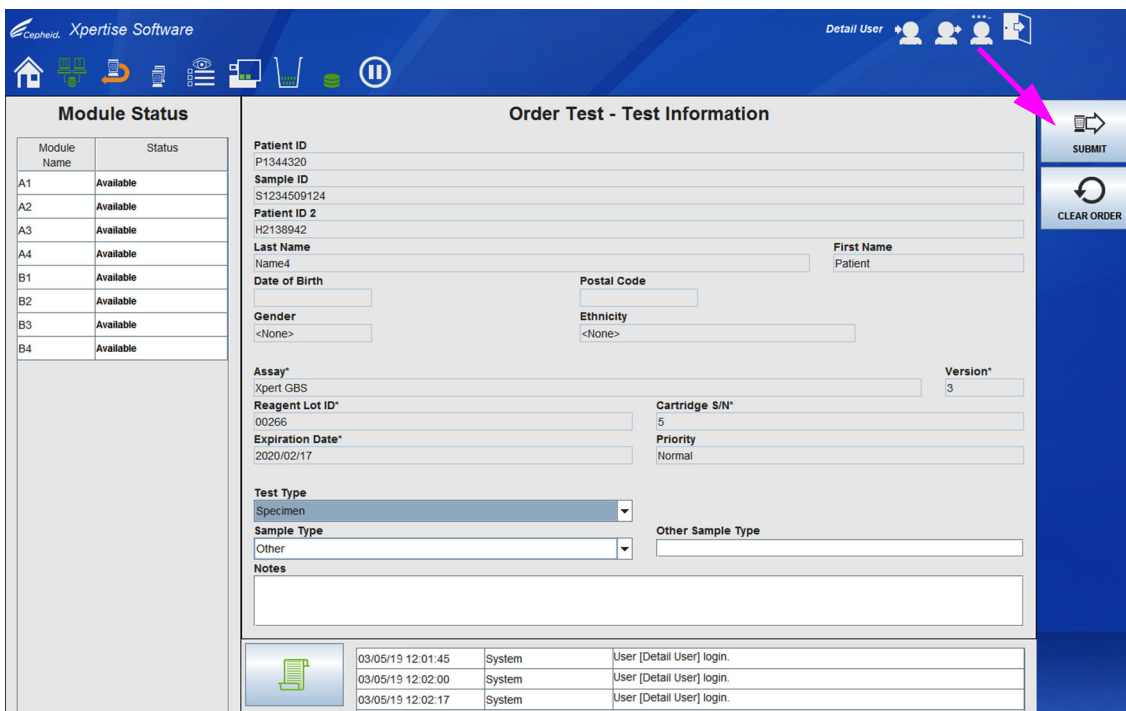 Cepheid. Xpertise Software
Detail User
Module Status
Module Name Status
A1 Available
A2 Available
A3 Available
A4 Available
B1 Available
B2 Available
B3 Available
B4 Available
Order Test - Test Information
Patient ID
P1344320
Sample ID
S1234509124
Patient ID 2
H2138942
Last Name First Name
Name4 Patient
Date of Birth Postal Code
Gender Ethnicity
<None> <None>
Assay* Version*
Xpert GBS 3
Reagent Lot ID* Cartridge S/N*
00266 5
Expiration Date* Priority
2020/02/17 Normal
Test Type
Specimen
Sample Type Other Sample Type
Other
Notes
03/05/19 12:01:45 System User [Detail User] login.
03/05/19 12:02:00 System User [Detail User] login.
03/05/19 12:02:17 System User [Detail User] login.
SUBMIT
CLEAR ORDER